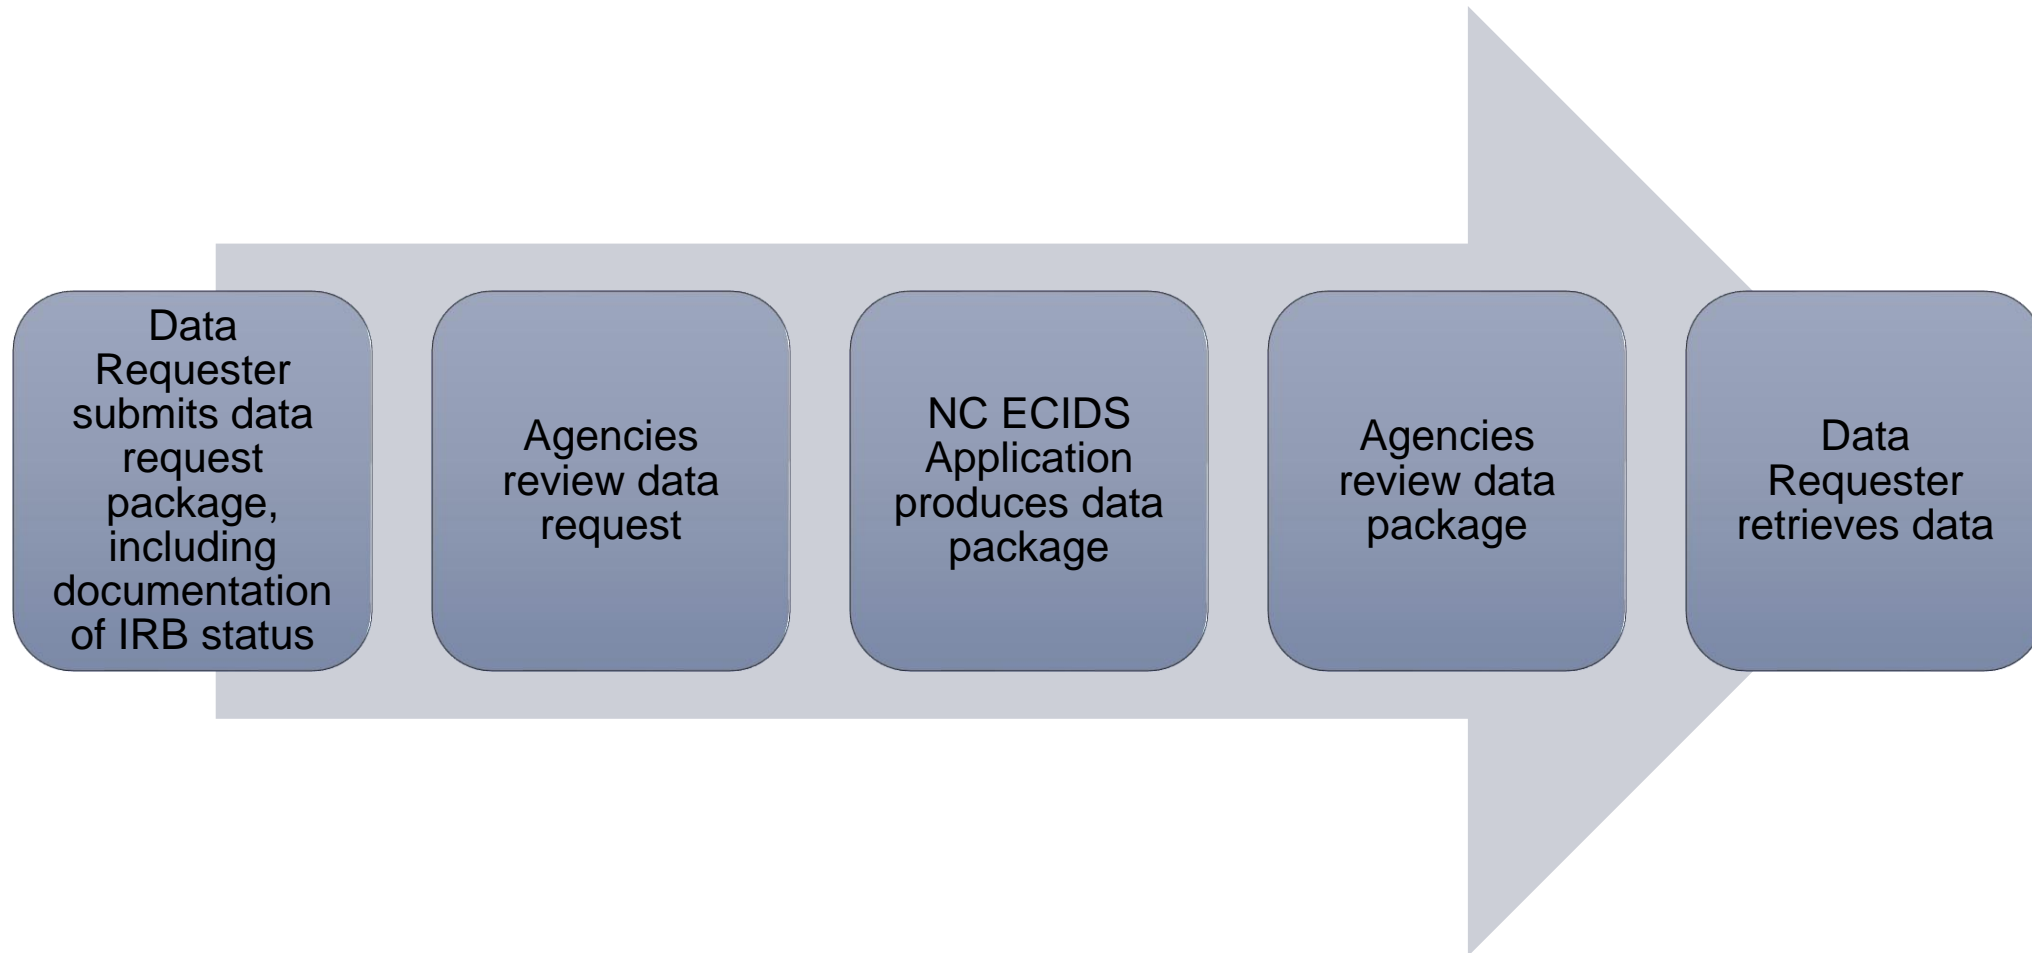 Data
Requester
submits data
request
package,
including
documentation
of IRB status
Agencies
review data
request
NC ECIDS
Application
produces data
package
Agencies
review data
package
Data
Requester
retrieves data